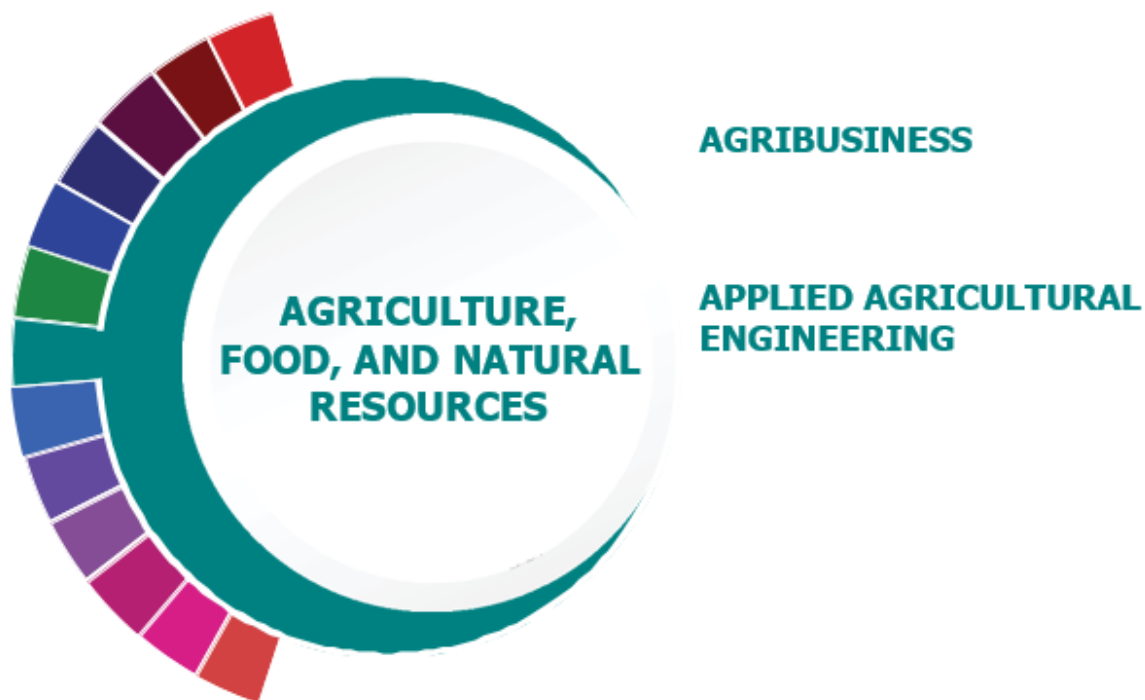 AGRIBUSINESS
AGRICULTURE,
FOOD, AND NATURAL
RESOURCES
APPLIED AGRICULTURAL
ENGINEERING